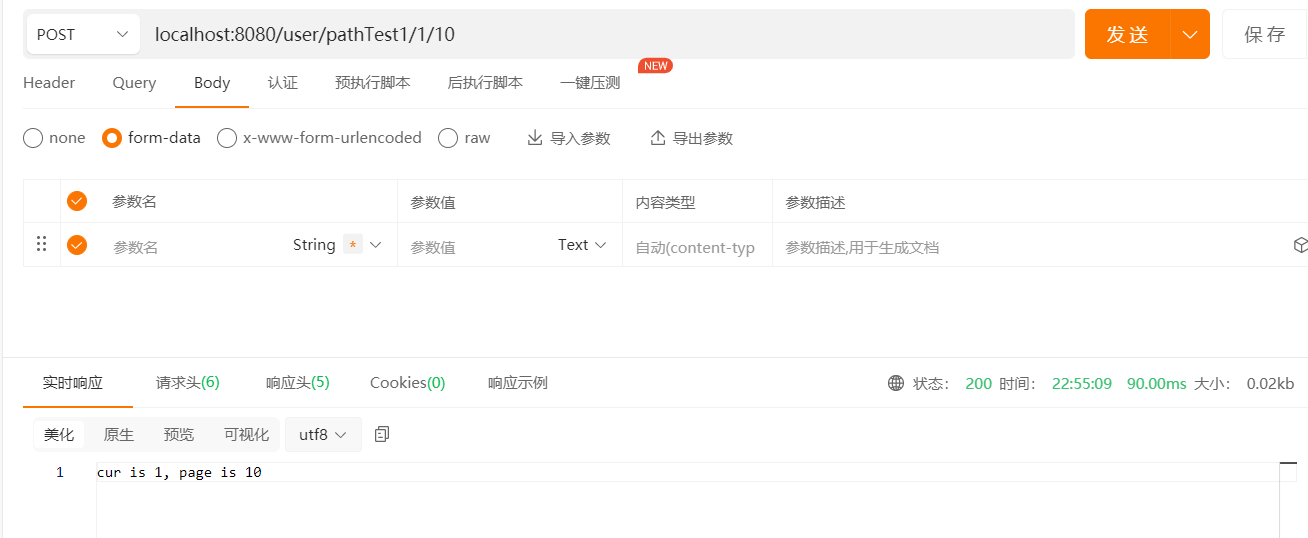 POST localhost:8080/user/pathTest1/1/10 发送 保存
NEW
Header Query Body 认证 预执行脚本 后执行脚本 一键压测
none form-data x-www-form-urlencoded raw 导入参数 导出参数
参数名 参数值 内容类型 参数描述
参数名 String * 参数值 Text 自动(content-typ 参数描述,用于生成文档
实时响应 请求头(6) 响应头(5) Cookies(0) 响应示例 状态: 200 时间: 22:55:09 90.00ms 大小: 0.02kb
美化 原生 预览 可视化 utf8
1 cur is 1, page is 10